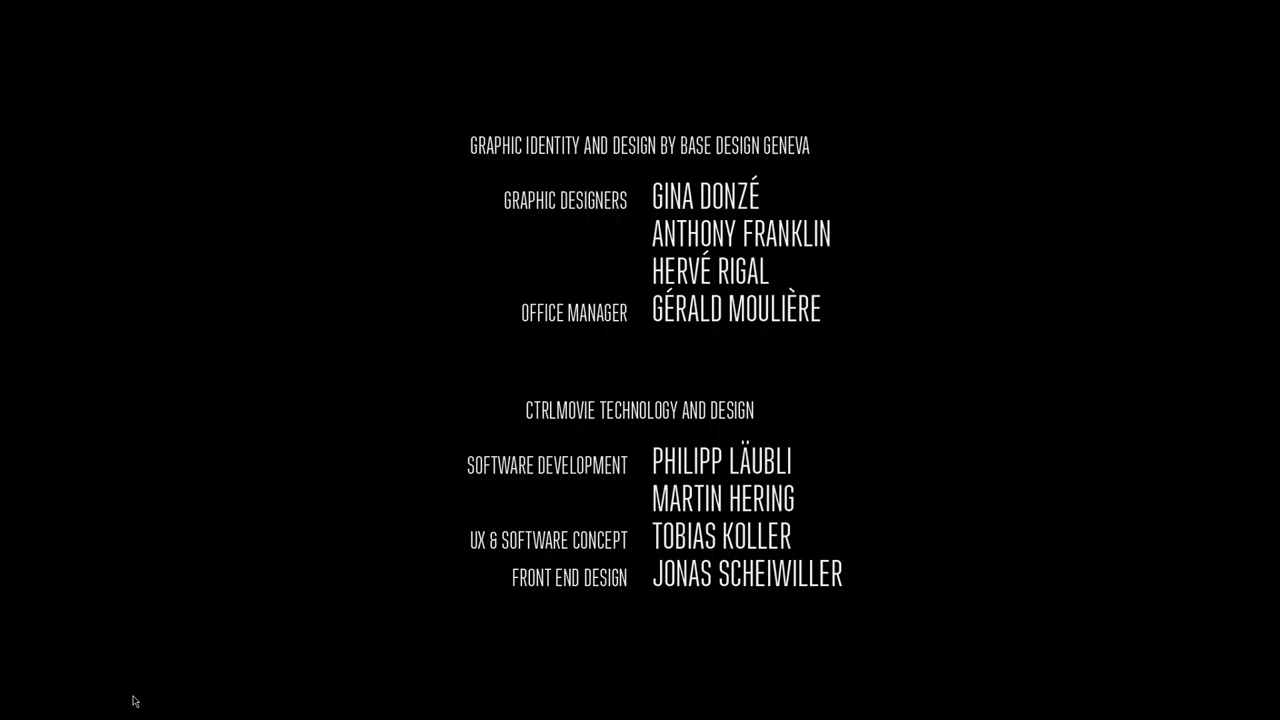 GRAPHIC IDENTITY AND DESIGN BY BASE DESIGN GENEVA
GRAPHIC DESIGNERS GINA DONZÉ
ANTHONY FRANKLIN
HERVÉ RIGAL
OFFICE MANAGER GÉRALD MOULIÈRE
CTRLMOVIE TECHNOLOGY AND DESIGN
SOFTWARE DEVELOPMENT PHILIPP LÄUBLI
MARTIN HERING
UX & SOFTWARE CONCEPT TOBIAS KOLLER
FRONT END DESIGN JONAS SCHEIWILLER